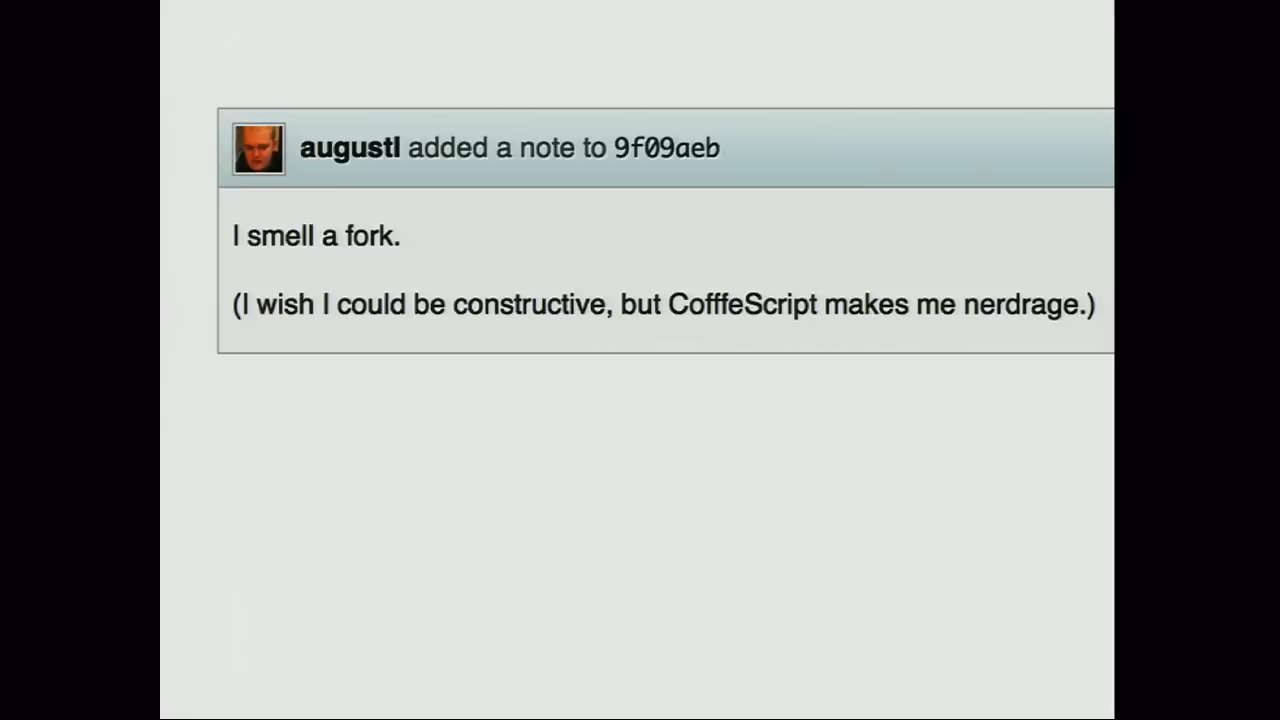 augustl added a note to 9f09aeb
I smell a fork.
(I wish I could be constructive, but CofffeScript makes me nerdrage.)